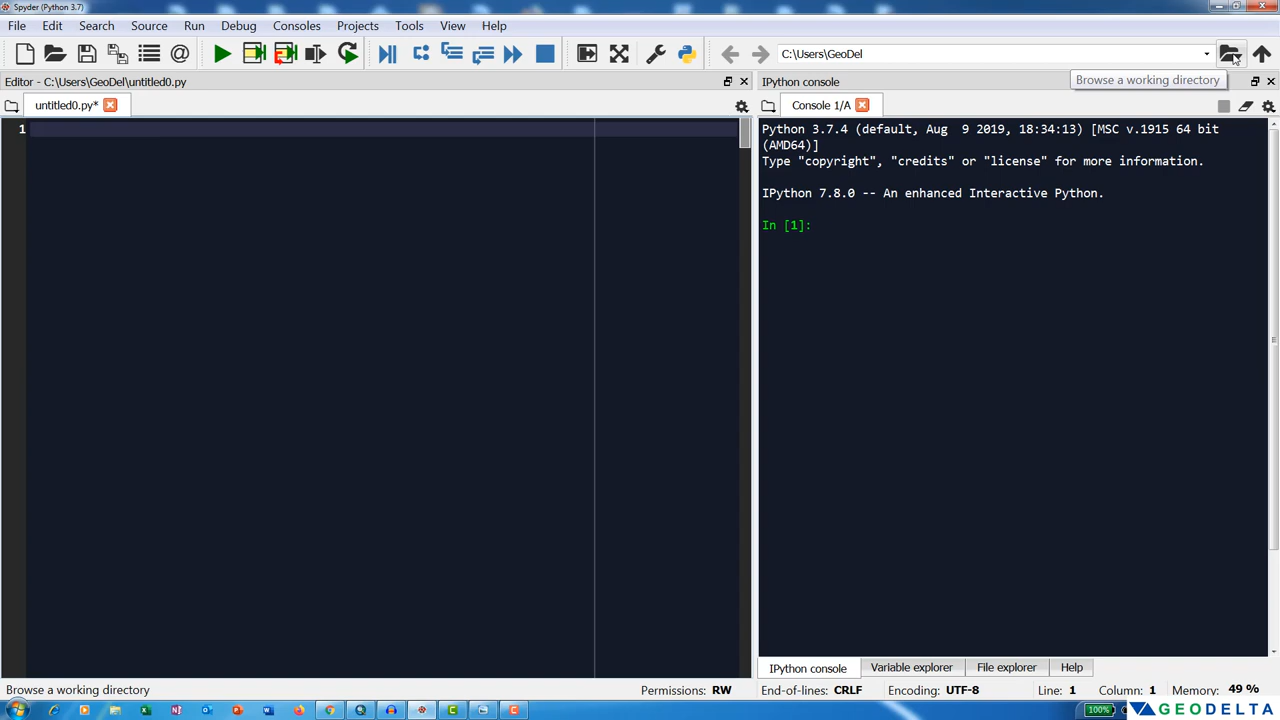 Spyder (Python 3.7)
File Edit Search Source Run Debug Consoles Projects Tools View Help
C:\Users\GeoDel
Editor - C:\Users\GeoDel\untitled0.py
IPython console
Browse a working directory
untitled0.py*
Console 1/A
1
Python 3.7.4 (default, Aug  9 2019, 18:34:13) [MSC v.1915 64 bit
(AMD64)]
Type "copyright", "credits" or "license" for more information.
IPython 7.8.0 -- An enhanced Interactive Python.
In [1]:
IPython console Variable explorer File explorer Help
Browse a working directory Permissions: RW End-of-lines: CRLF Encoding: UTF-8 Line: 1 Column: 1 Memory: 49 %
100%
GEODELTA